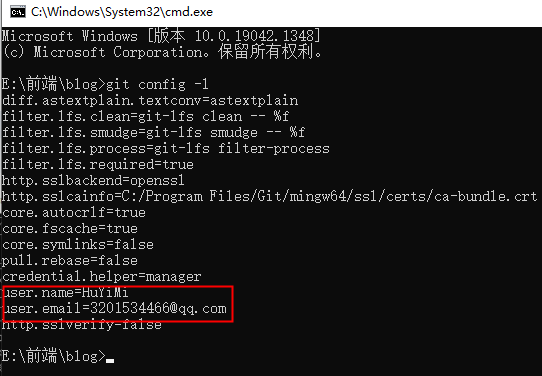 C:\Windows\System32\cmd.exe
Microsoft Windows [版本 10.0.19042.1348]
(c) Microsoft Corporation。保留所有权利。
E:\前端\blog>git config -l
diff.astextplain.textconv=astextplain
filter.lfs.clean=git-lfs clean -- %f
filter.lfs.smudge=git-lfs smudge -- %f
filter.lfs.process=git-lfs filter-process
filter.lfs.required=true
http.sslbackend=openssl
http.sslcainfo=C:/Program Files/Git/mingw64/ssl/certs/ca-bundle.crt
core.autocrlf=true
core.fscache=true
core.symlinks=false
pull.rebase=false
credential.helper=manager
user.name=HuYiMi
user.email=3201534466@qq.com
http.sslverify=false
E:\前端\blog>